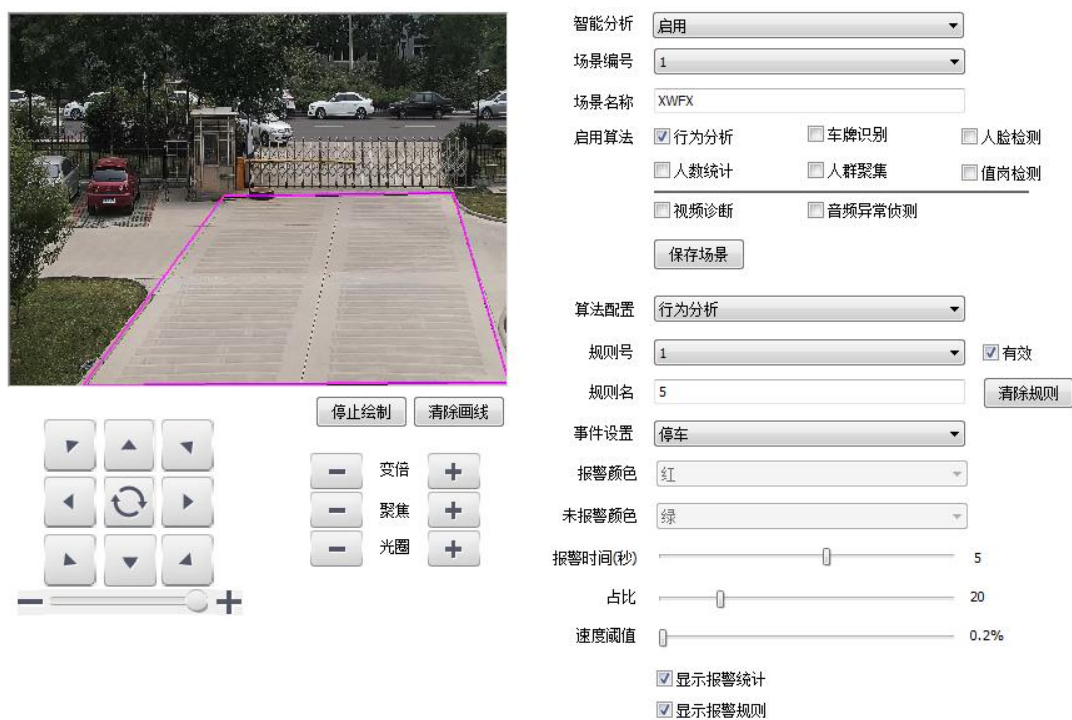 智能分析 启用
场景编号 1
场景名称 XWFX
启用算法 行为分析 车牌识别 人脸检测
人数统计 人群聚集 值岗检测
视频诊断 音频异常侦测
保存场景
算法配置 行为分析
规则号 1 有效
规则名 5 清除规则
事件设置 停车
报警颜色 红
未报警颜色 绿
报警时间(秒) 5
占比 20
速度阈值 0.2%
显示报警统计
显示报警规则
停止绘制 清除画线
变倍
聚焦
光圈